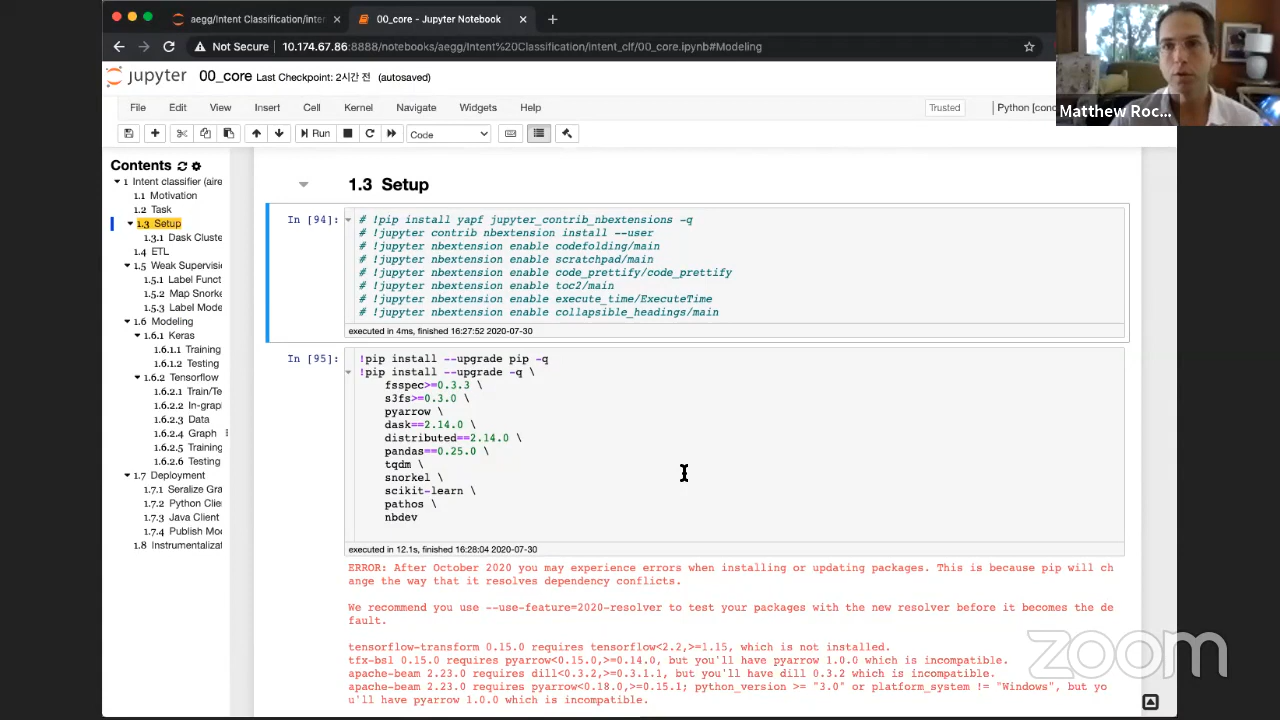 aegg/Intent Classification/inter
00_core - Jupyter Notebook
Not Secure
10.174.67.86:8888/notebooks/aegg/Intent%20Classification/intent_clf/00_core.ipynb#Modeling
jupyter
00_core
Last Checkpoint: 2시간 전 (autosaved)
Matthew Roc...
File
Edit
View
Insert
Cell
Kernel
Navigate
Widgets
Help
Trusted
Python [conc
Run
Code
Contents
1 Intent classifier (aire
1.1 Motivation
1.2 Task
1.3 Setup
1.3.1 Dask Cluste
1.4 ETL
1.5 Weak Supervisi
1.5.1 Label Funct
1.5.2 Map Snorke
1.5.3 Label Mode
1.6 Modeling
1.6.1 Keras
1.6.1.1 Training
1.6.1.2 Testing
1.6.2 Tensorflow
1.6.2.1 Train/Te
1.6.2.2 In-grap
1.6.2.3 Data
1.6.2.4 Graph
1.6.2.5 Training
1.6.2.6 Testing
1.7 Deployment
1.7.1 Seralize Gra
1.7.2 Python Clie
1.7.3 Java Client
1.7.4 Publish Mod
1.8 Instrumentalizat
1.3 Setup
In [94]:
# !pip install yapf jupyter_contrib_nbextensions -q
# !jupyter contrib nbextension install --user
# !jupyter nbextension enable codefolding/main
# !jupyter nbextension enable scratchpad/main
# !jupyter nbextension enable code_prettify/code_prettify
# !jupyter nbextension enable toc2/main
# !jupyter nbextension enable execute_time/ExecuteTime
# !jupyter nbextension enable collapsible_headings/main
executed in 4ms, finished 16:27:52 2020-07-30
In [95]:
!pip install --upgrade pip -q
!pip install --upgrade -q \
fsspec>=0.3.3 \
s3fs>=0.3.0 \
pyarrow \
dask==2.14.0 \
distributed==2.14.0 \
pandas==0.25.0 \
tqdm \
snorkel \
scikit-learn \
pathos \
nbdev
executed in 12.1s, finished 16:28:04 2020-07-30
ERROR: After October 2020 you may experience errors when installing or updating packages. This is because pip will ch
ange the way that it resolves dependency conflicts.
We recommend you use --use-feature=2020-resolver to test your packages with the new resolver before it becomes the de
fault.
tensorflow-transform 0.15.0 requires tensorflow<2.2,>=1.15, which is not installed.
tfx-bsl 0.15.0 requires pyarrow<0.15.0,>=0.14.0, but you'll have pyarrow 1.0.0 which is incompatible.
apache-beam 2.23.0 requires dill<0.3.2,>=0.3.1.1, but you'll have dill 0.3.2 which is incompatible.
apache-beam 2.23.0 requires pyarrow<0.18.0,>=0.15.1; python_version >= "3.0" or platform_system != "Windows", but yo
u'll have pyarrow 1.0.0 which is incompatible.
zoom